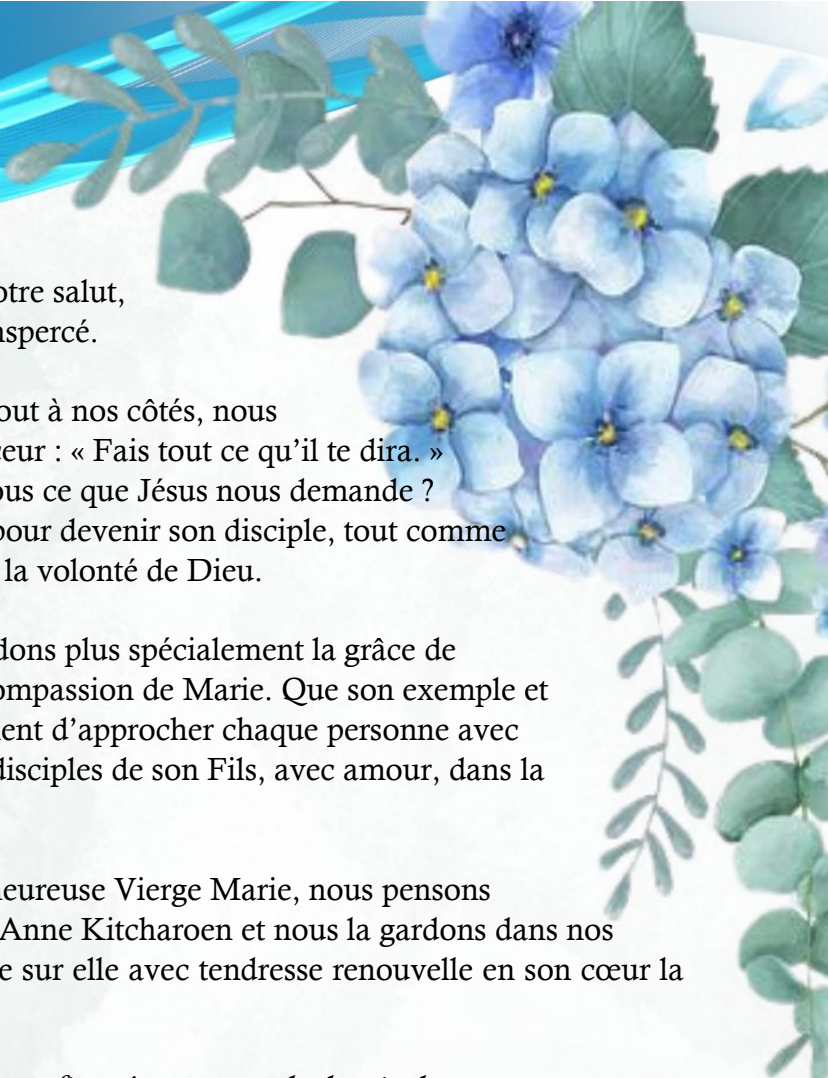 otre salut,
nspercé.
out à nos côtés, nous
eur : « Fais tout ce qu’il te dira. »
ous ce que Jésus nous demande ?
pour devenir son disciple, tout comme
la volonté de Dieu.
dons plus spécialement la grâce de
ompassion de Marie. Que son exemple et
ent d’approcher chaque personne avec
disciples de son Fils, avec amour, dans la
heureuse Vierge Marie, nous pensons
Anne Kitcharoen et nous la gardons dans nos
e sur elle avec tendresse renouvelle en son cœur la